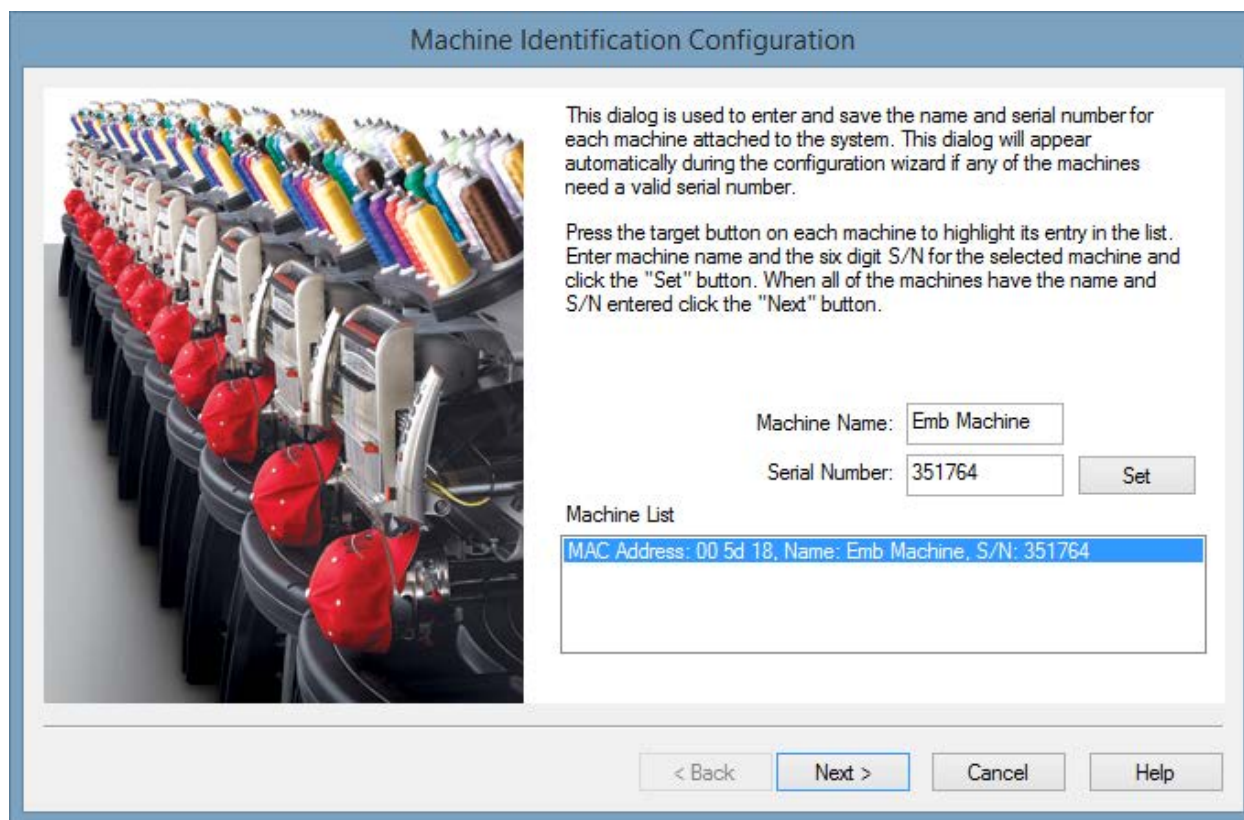 Machine Identification Configuration
This dialog is used to enter and save the name and serial number for
each machine attached to the system. This dialog will appear
automatically during the configuration wizard if any of the machines
need a valid serial number.
Press the target button on each machine to highlight its entry in the list.
Enter machine name and the six digit S/N for the selected machine and
click the "Set" button. When all of the machines have the name and
S/N entered click the "Next" button.
Machine Name: Emb Machine
Serial Number: 351764 Set
Machine List
MAC Address: 00 5d 18, Name: Emb Machine, S/N: 351764
< Back Next > Cancel Help